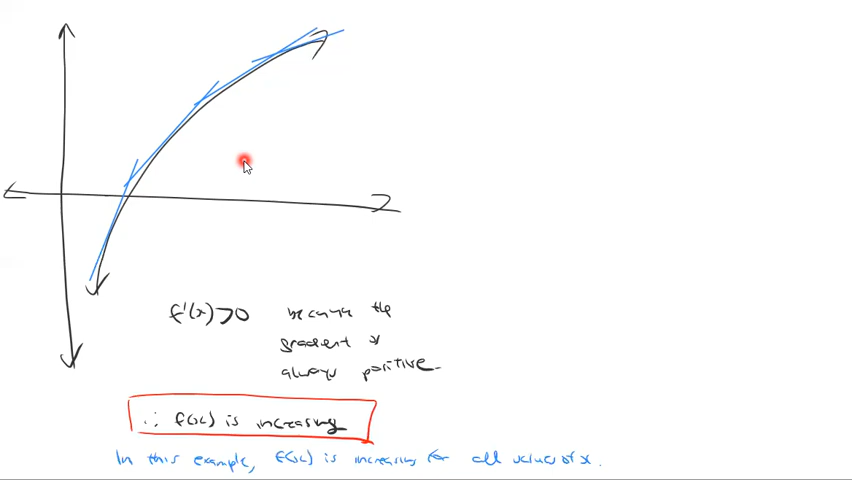 f'(x) > 0 because the
gradient is
always positive.
∴ f(x) is increasing
In this example, f(x) is increasing for all values of x.